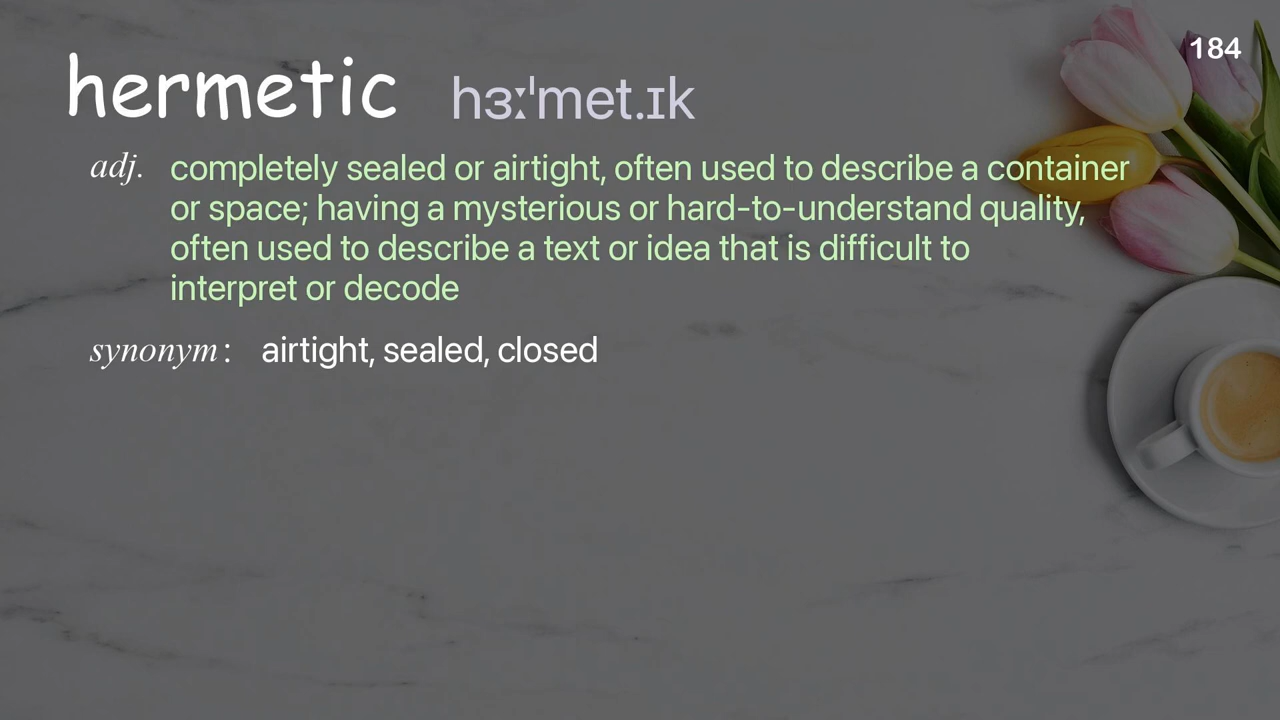 184
hermetic hɜːˈmet.ɪk
adj. completely sealed or airtight, often used to describe a container
or space; having a mysterious or hard-to-understand quality,
often used to describe a text or idea that is difficult to
interpret or decode
synonym: airtight, sealed, closed